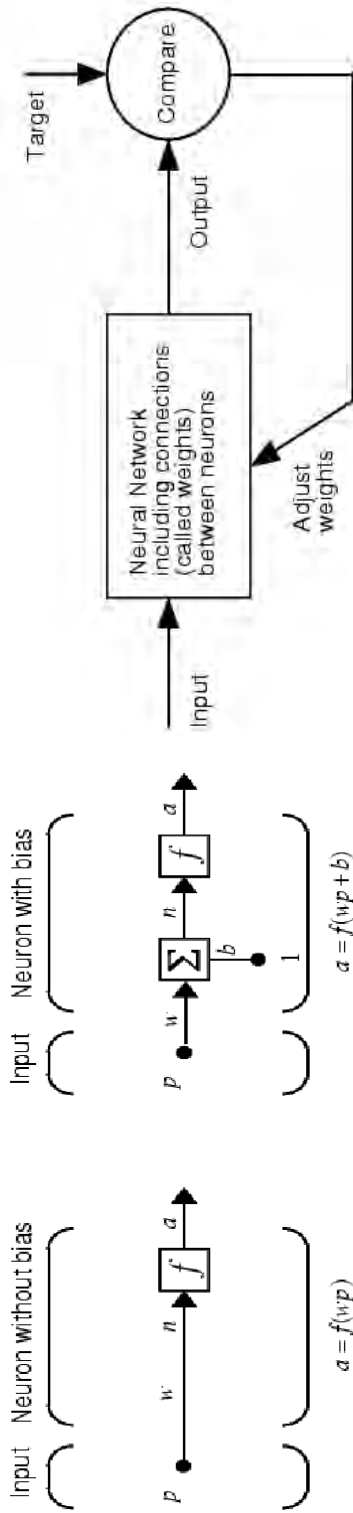 Input
Neuron without bias
p
w
n
f
a
a = f(wp)
Input
Neuron with bias
p
w
Σ
n
f
a
b
1
a = f(wp + b)
Input
Neural Network
including connections
(called weights)
between neurons
Output
Target
Compare
Adjust
weights